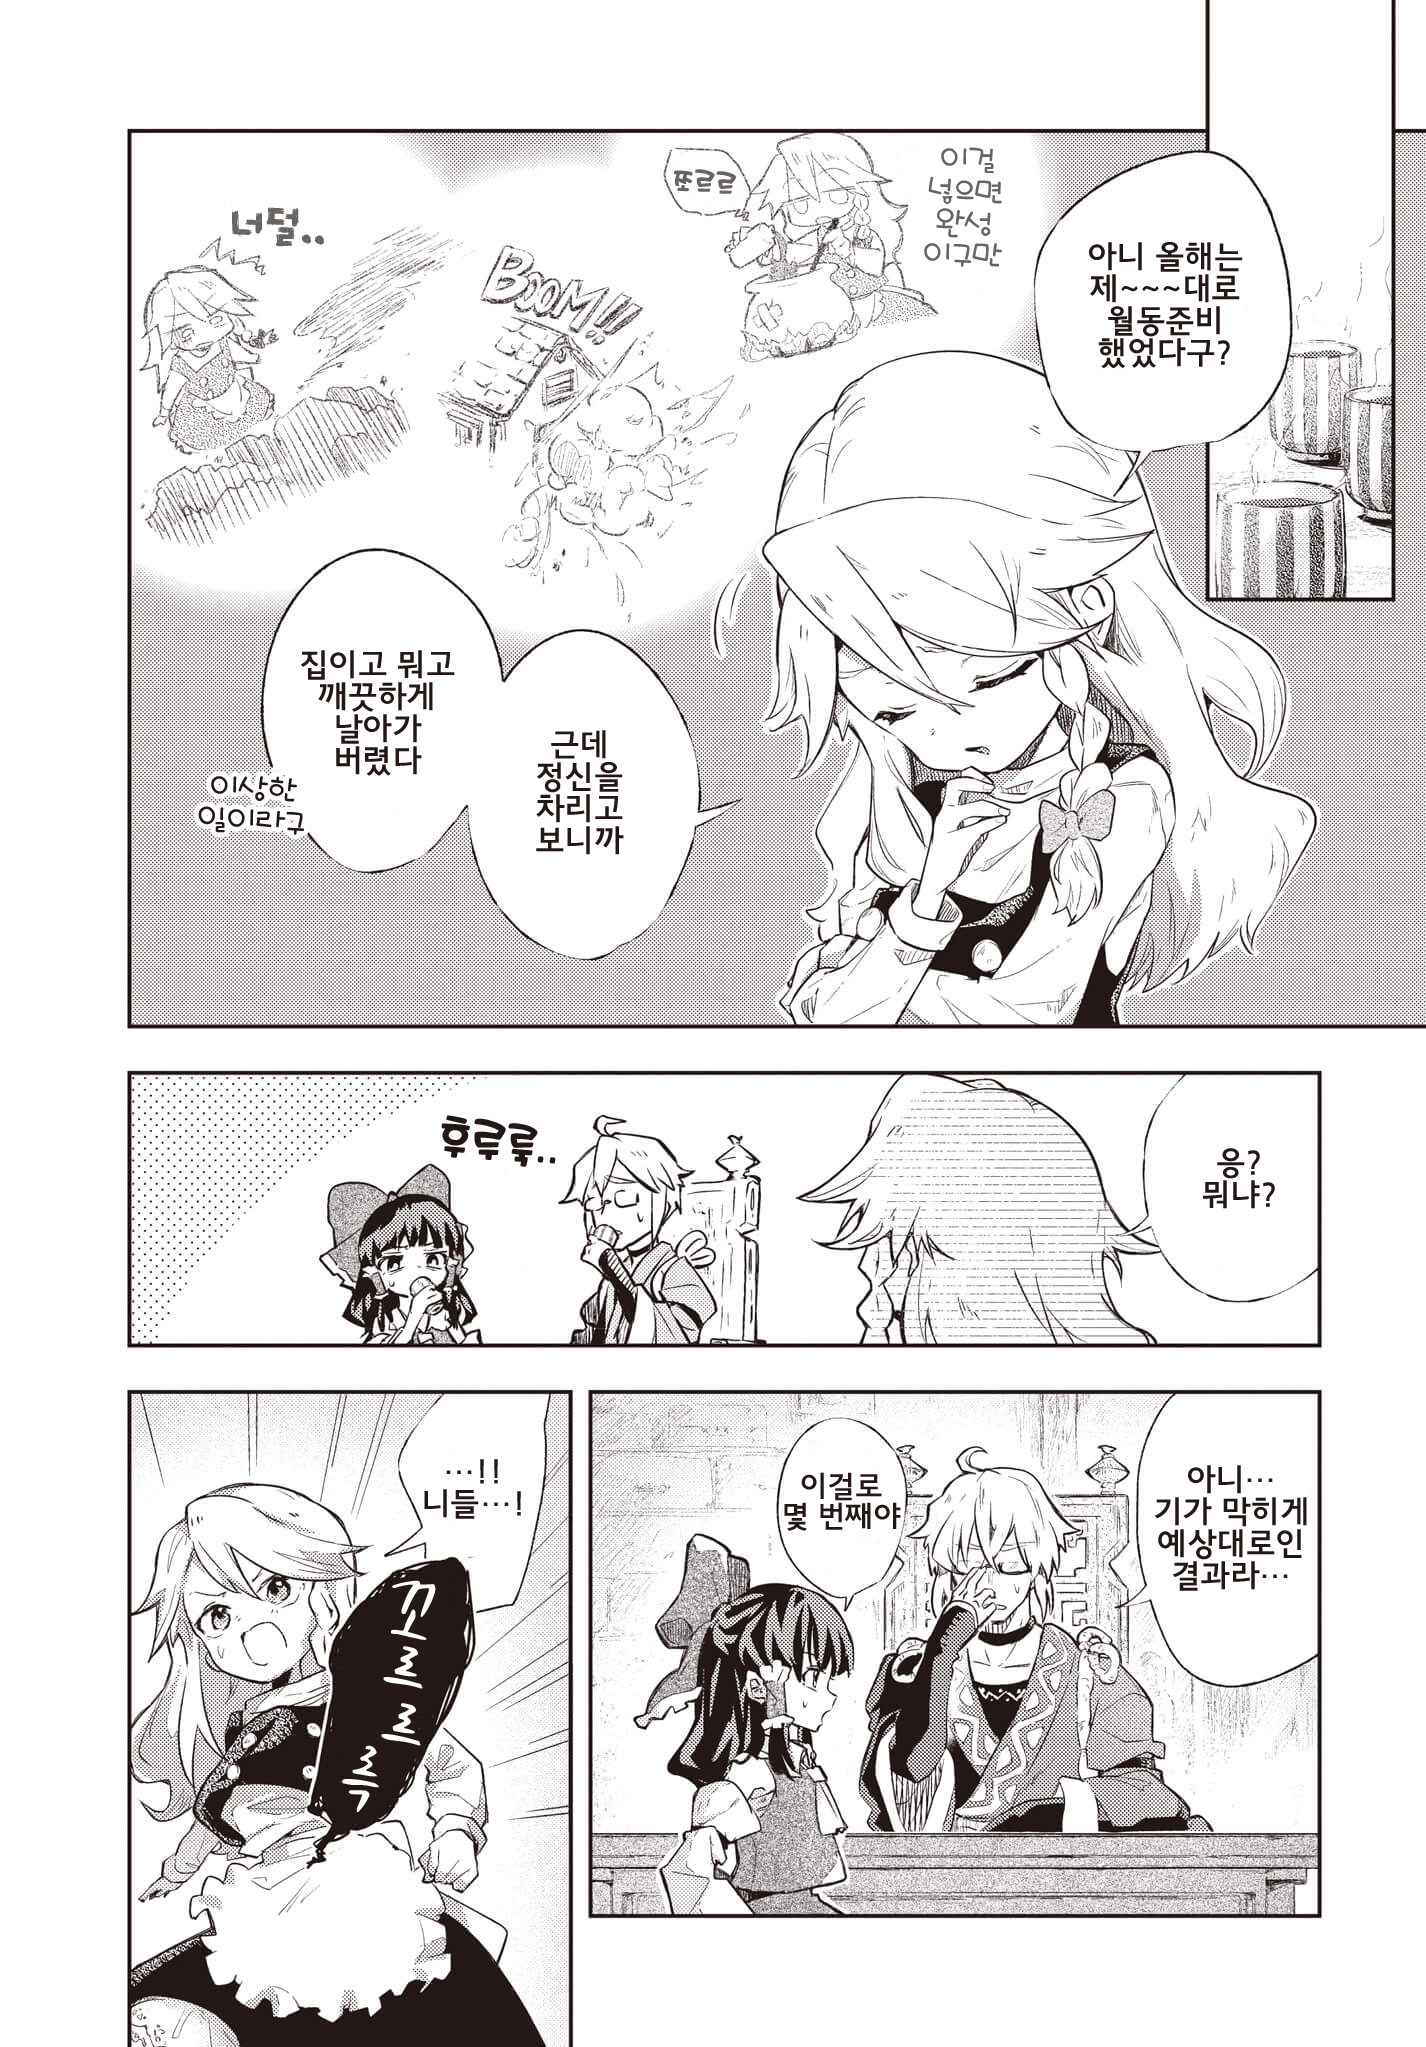 아니 올해는
제~~~대로
월동준비
했었다구?
이걸
넣으면
완성
이구만
쪼르르
BOOM!!
너덜..
근데
정신을
차리고
보니까
집이고 뭐고
깨끗하게
날아가
버렸다
이상한
일이라구
응?
뭐냐?
후루룩..
아니…
기가 막히게
예상대로인
결과라…
이걸로
몇 번째야
…!!
니들…!
꼬르르르륵